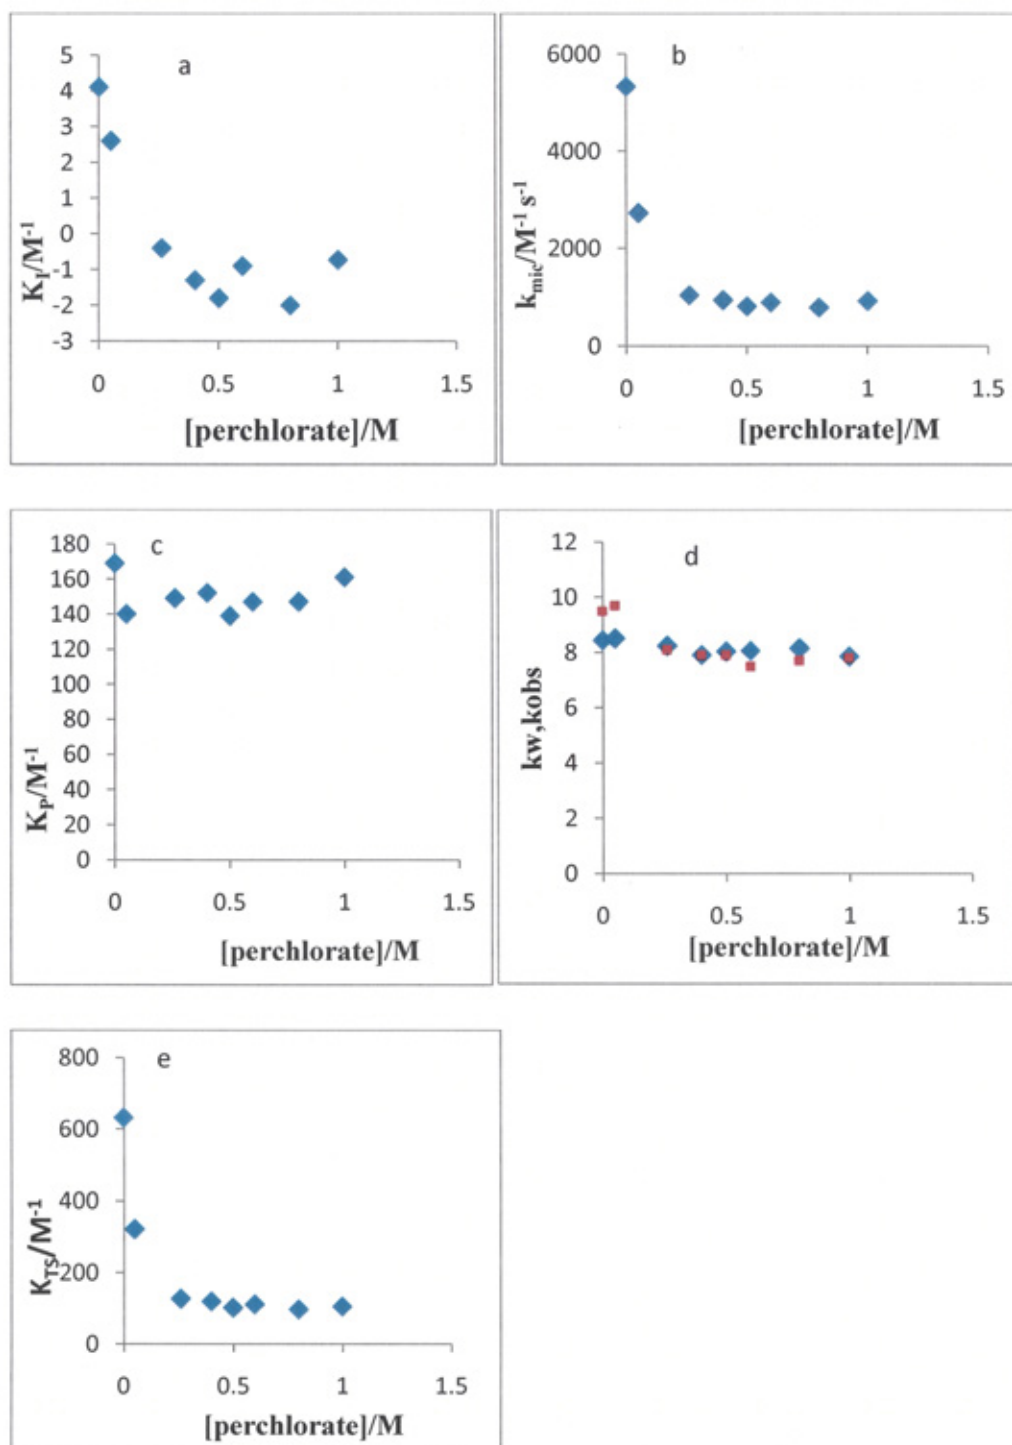 a
5
4
3
2
1
0
-1
-2
-3
K_I/M^-1
0 0.5 1 1.5
[perchlorate]/M
b
6000
4000
2000
0
k_mic/M^-1 s^-1
0 0.5 1 1.5
[perchlorate]/M
c
180
160
140
120
100
80
60
40
20
0
K_P/M^-1
0 0.5 1 1.5
[perchlorate]/M
d
12
10
8
6
4
2
0
kw,kobs
0 0.5 1 1.5
[perchlorate]/M
e
800
600
400
200
0
K_TS/M^-1
0 0.5 1 1.5
[perchlorate]/M